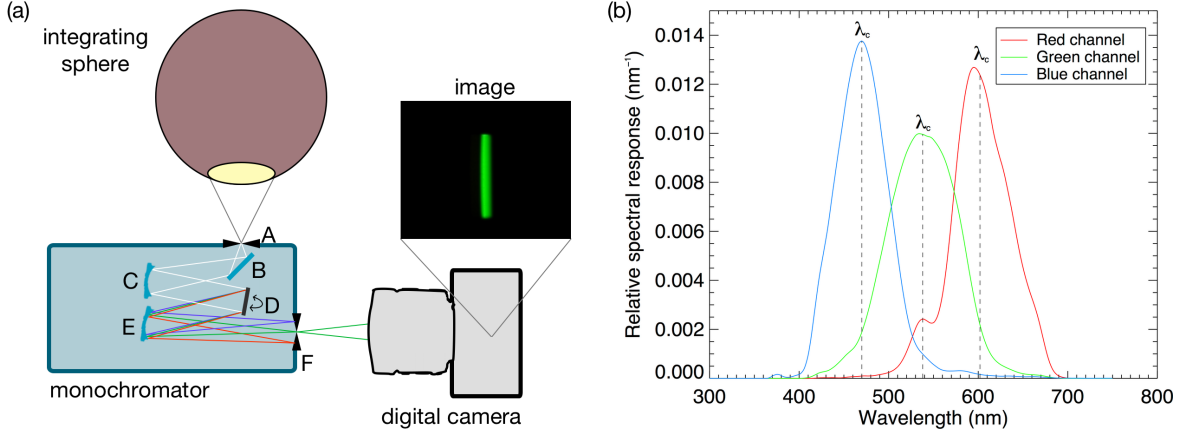 (a)
integrating
sphere
image
A
B
C
D
E
F
monochromator
digital camera
(b)
Relative spectral response (nm⁻¹)
0.014
0.012
0.010
0.008
0.006
0.004
0.002
0.000
λc
λc
λc
Red channel
Green channel
Blue channel
300 400 500 600 700 800
Wavelength (nm)